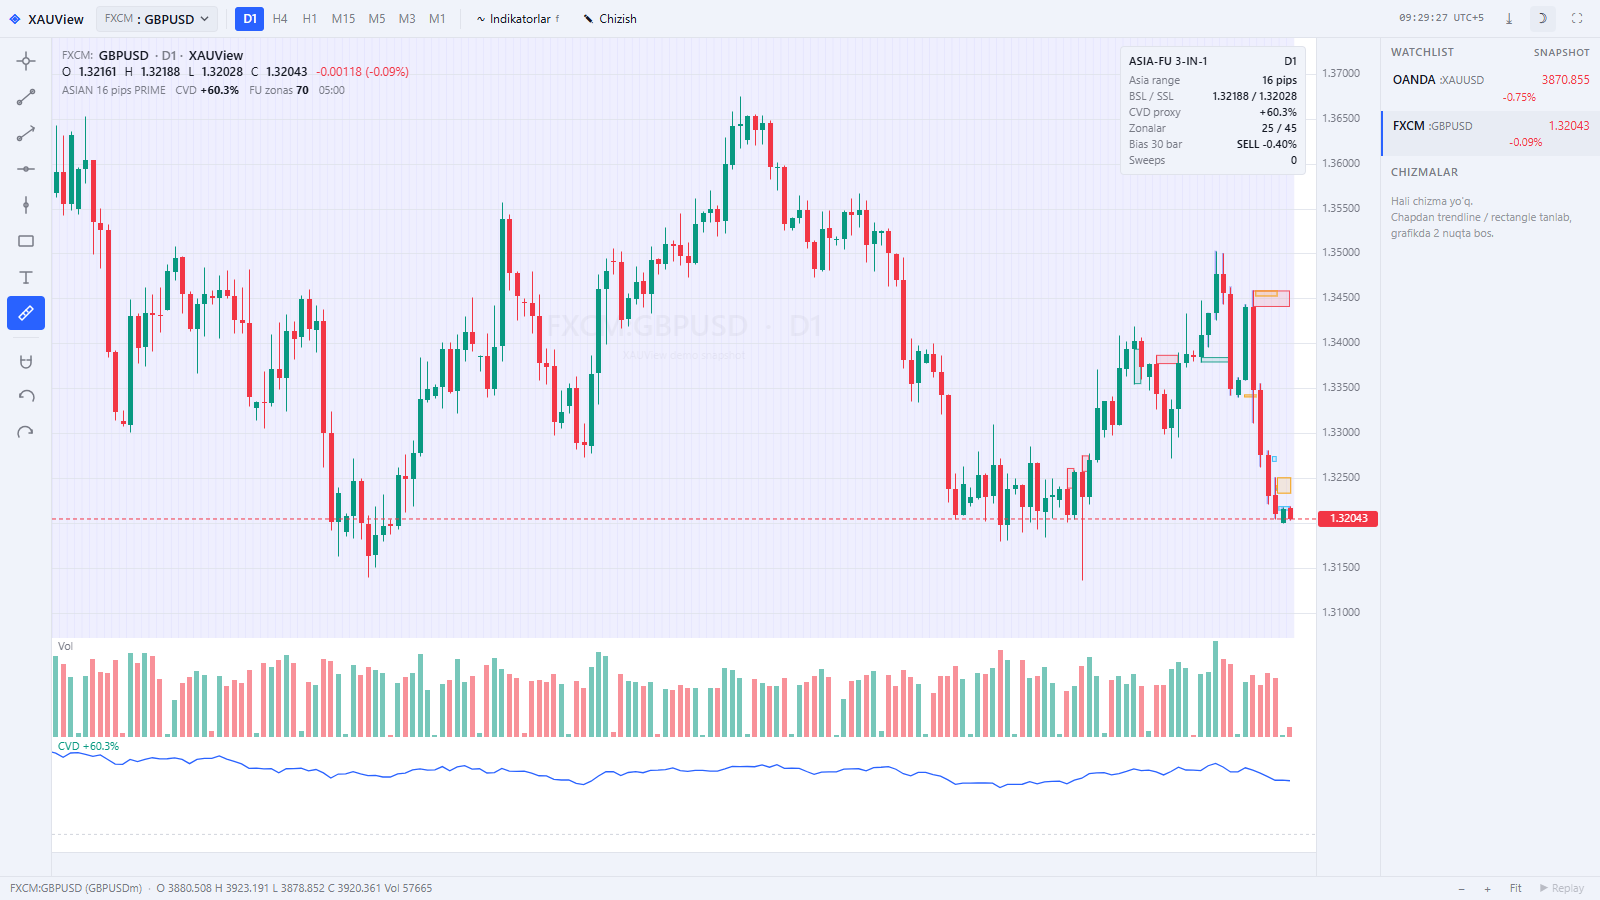 XAUView FXCM : GBPUSD D1 H4 H1 M15 M5 M3 M1 Indikatorlar f Chizish 09:29:27 UTC+5
FXCM: GBPUSD · D1 · XAUView
O 1.32161 H 1.32188 L 1.32028 C 1.32043 -0.00118 (-0.09%)
ASIAN 16 pips PRIME CVD +60.3% FU zonas 70 05:00
ASIA-FU 3-IN-1 D1
Asia range 16 pips
BSL / SSL 1.32188 / 1.32028
CVD proxy +60.3%
Zonalar 25 / 45
Bias 30 bar SELL -0.40%
Sweeps 0
FXCM:GBPUSD · D1
1.37000
1.36500
1.36000
1.35500
1.35000
1.34500
1.34000
1.33500
1.33000
1.32500
1.32043
1.31500
1.31000
WATCHLIST SNAPSHOT
OANDA :XAUUSD 3870.855
-0.75%
FXCM :GBPUSD 1.32043
-0.09%
CHIZMALAR
Hali chizma yo'q.
Chapdan trendline / rectangle tanlab,
grafikda 2 nuqta bos.
Vol
CVD +60.3%
FXCM:GBPUSD (GBPUSDm) · O 3880.508 H 3923.191 L 3878.852 C 3920.361 Vol 57665
− + Fit Replay